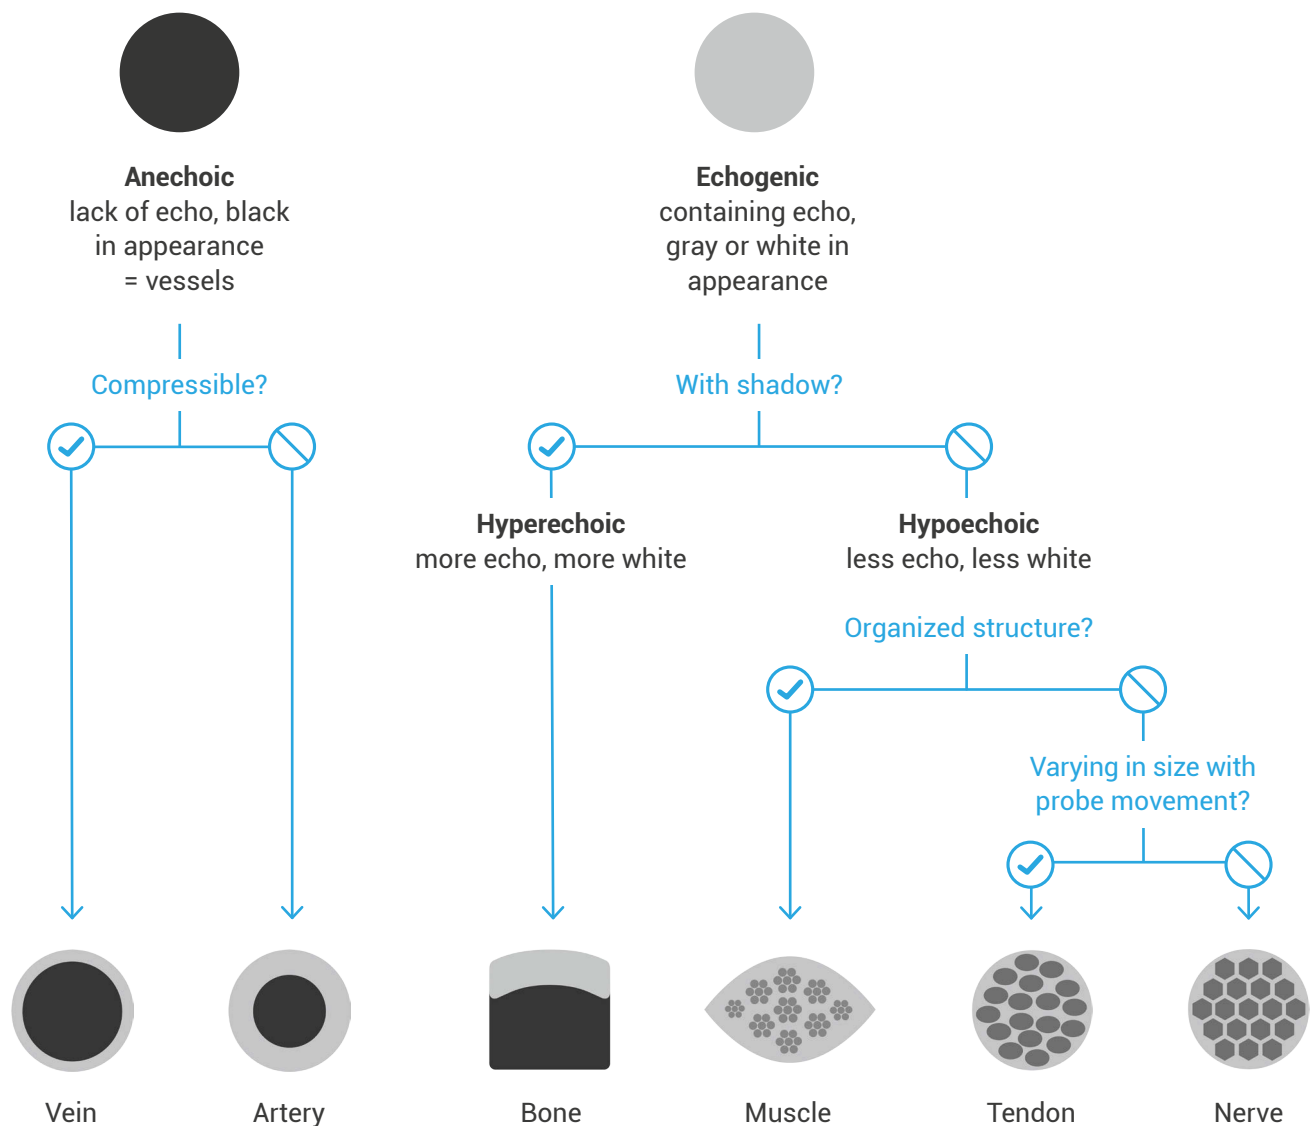 Anechoic
lack of echo, black
in appearance
= vessels
Echogenic
containing echo,
gray or white in
appearance
Compressible?
With shadow?
Hyperechoic
more echo, more white
Hypoechoic
less echo, less white
Organized structure?
Varying in size with
probe movement?
Vein
Artery
Bone
Muscle
Tendon
Nerve